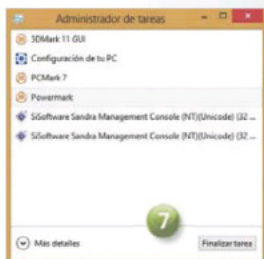 Administrador de tareas
3DMark 11 GUI
Configuración de tu PC
PCMark 7
Powermark
SiSoftware Sandra Management Console (NT)(Unicode) (32 ...
SiSoftware Sandra Management Console (NT)(Unicode) (32 ...
7
Más detalles
Finalizar tarea